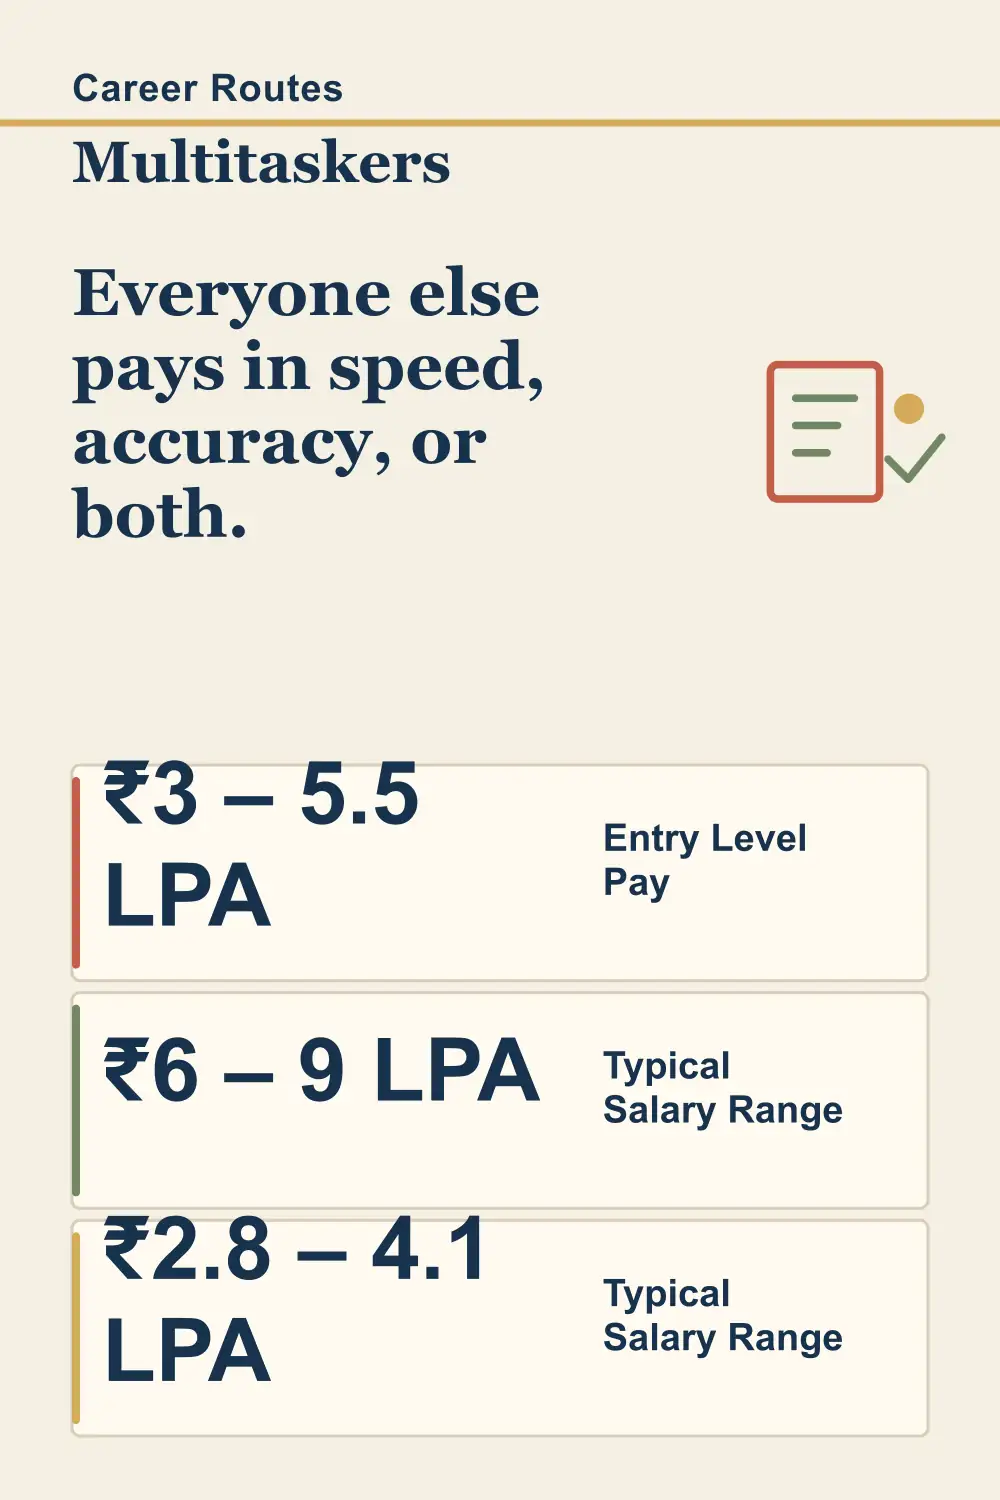 Career Routes
Multitaskers
Everyone else
pays in speed,
accuracy, or
both.
₹3 – 5.5
LPA
Entry Level
Pay
₹6 – 9 LPA
Typical
Salary Range
₹2.8 – 4.1
LPA
Typical
Salary Range